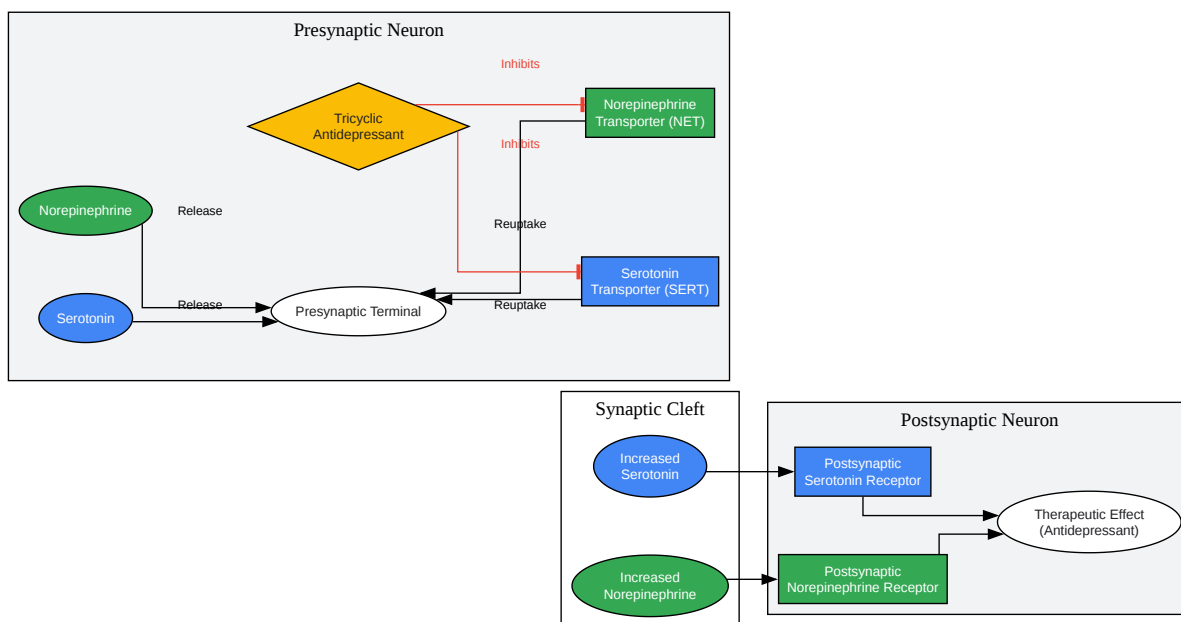 Presynaptic Neuron
Inhibits
Tricyclic
Antidepressant
Norepinephrine
Transporter (NET)
Inhibits
Norepinephrine
Release
Reuptake
Serotonin
Transporter (SERT)
Release
Reuptake
Serotonin
Presynaptic Terminal
Synaptic Cleft
Postsynaptic Neuron
Increased
Serotonin
Postsynaptic
Serotonin Receptor
Therapeutic Effect
(Antidepressant)
Increased
Norepinephrine
Postsynaptic
Norepinephrine Receptor